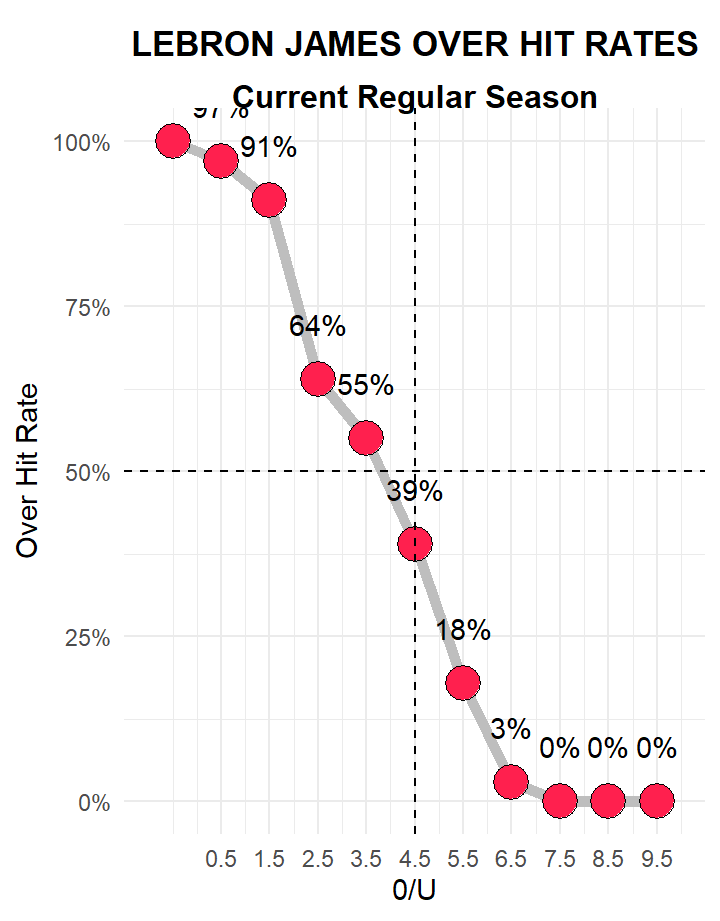 LEBRON JAMES OVER HIT RATES
Current Regular Season
97%
100%
91%
75%
64%
55%
50%
39%
25%
18%
3%
0% 0% 0%
0%
Over Hit Rate
0.5 1.5 2.5 3.5 4.5 5.5 6.5 7.5 8.5 9.5
0/U